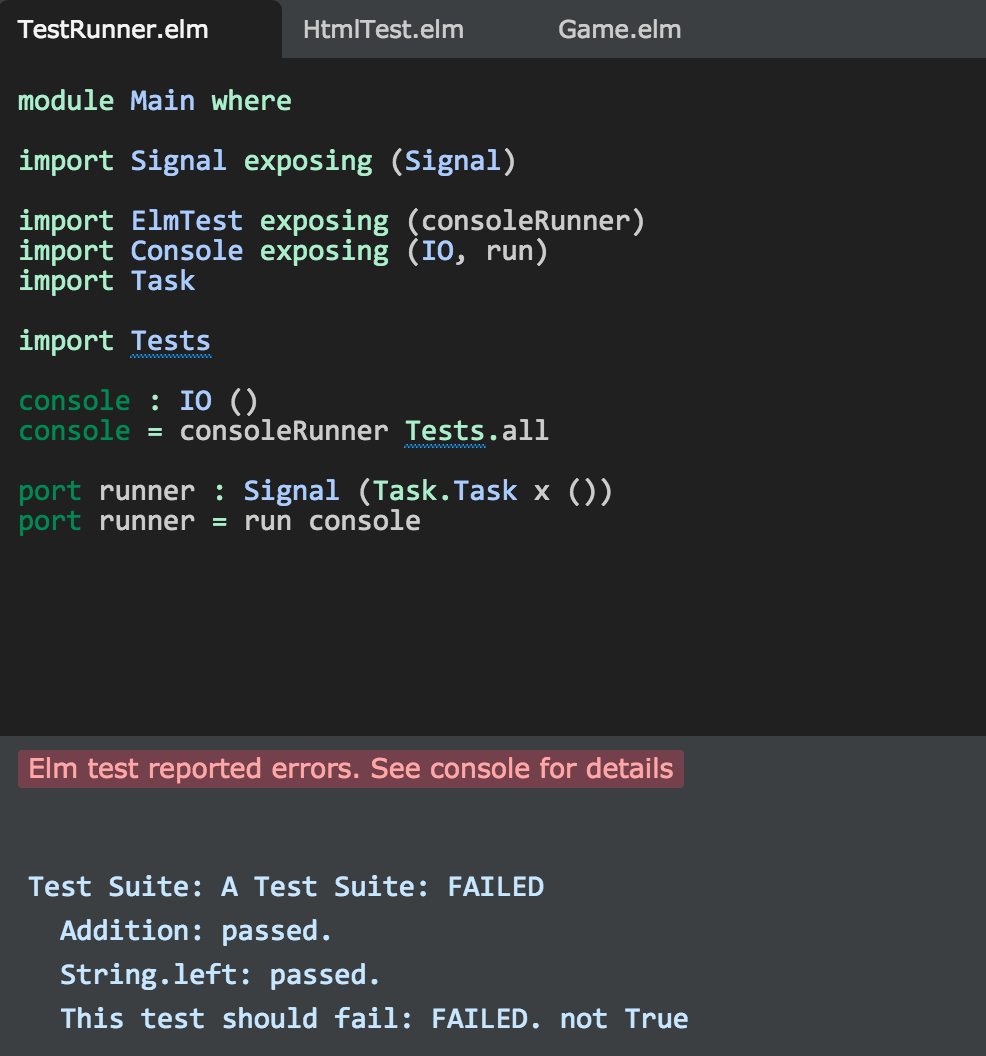 TestRunner.elm HtmlTest.elm Game.elm
module Main where
import Signal exposing (Signal)
import ElmTest exposing (consoleRunner)
import Console exposing (IO, run)
import Task
import Tests
console : IO ()
console = consoleRunner Tests.all
port runner : Signal (Task.Task x ())
port runner = run console
Elm test reported errors. See console for details
Test Suite: A Test Suite: FAILED
Addition: passed.
String.left: passed.
This test should fail: FAILED. not True